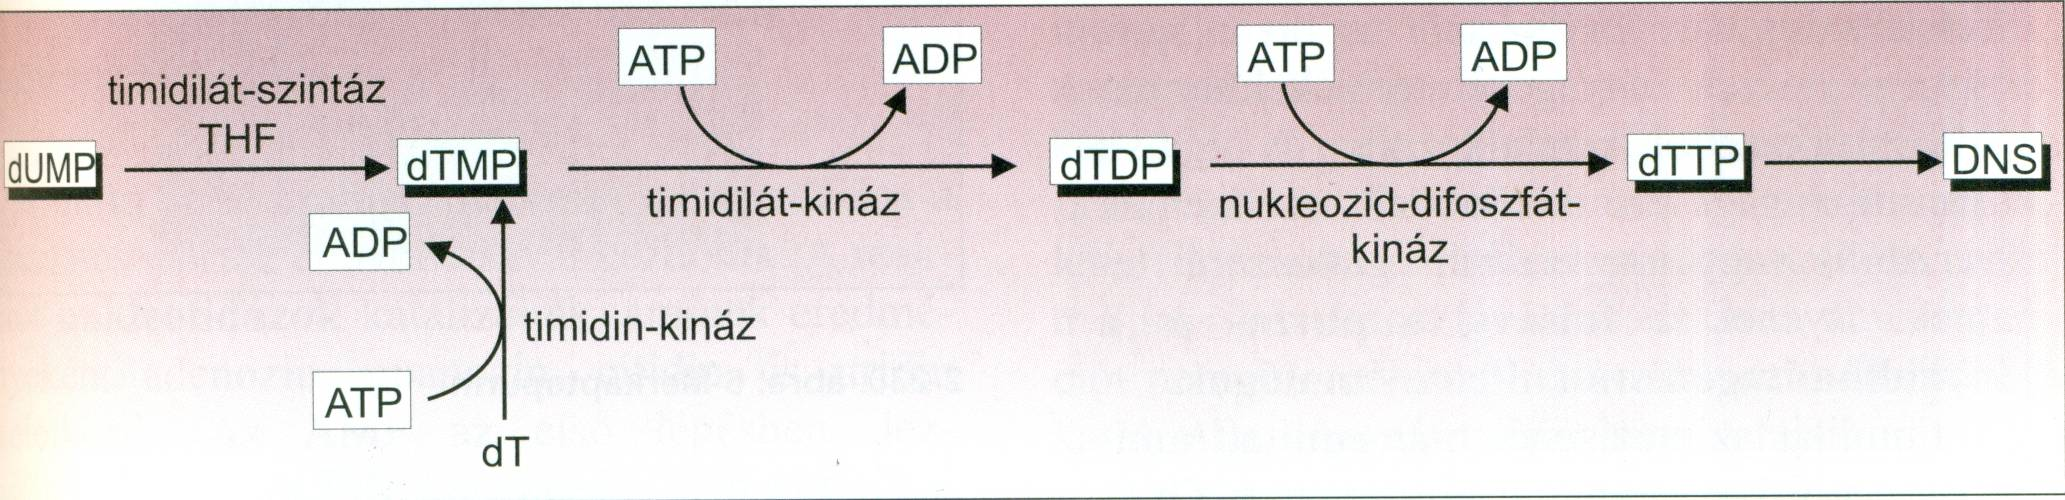 ATP
ADP
ATP
ADP
timidilát-szintáz
THF
dUMP
dTMP
dTDP
dTTP
DNS
timidilát-kináz
nukleozid-difoszfát-
kináz
ADP
timidin-kináz
ATP
dT